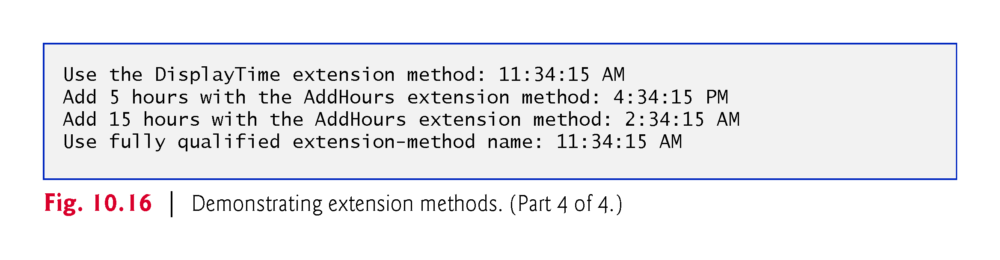 Use the DisplayTime extension method: 11:34:15 AM
Add 5 hours with the AddHours extension method: 4:34:15 PM
Add 15 hours with the AddHours extension method: 2:34:15 AM
Use fully qualified extension-method name: 11:34:15 AM
Fig. 10.16 | Demonstrating extension methods. (Part 4 of 4.)